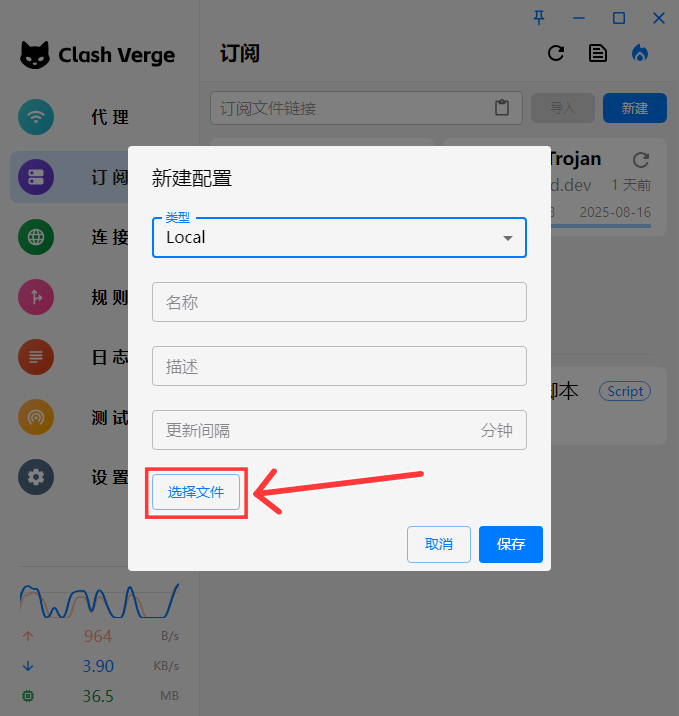 Clash Verge
订阅
代 理
订阅文件链接
导入
新建
订 阅
Trojan
d.dev
1 天前
2025-08-16
连 接
规 则
日 志
测 试
设 置
新建配置
类型
Local
名称
描述
更新间隔
分钟
选择文件
取消
保存
脚本
Script
964
B/s
3.90
KB/s
36.5
MB